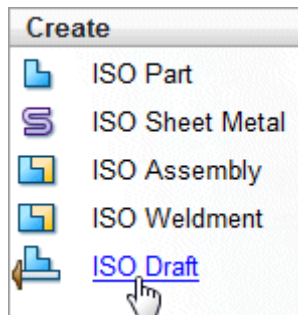 Create
ISO Part
ISO Sheet Metal
ISO Assembly
ISO Weldment
ISO Draft